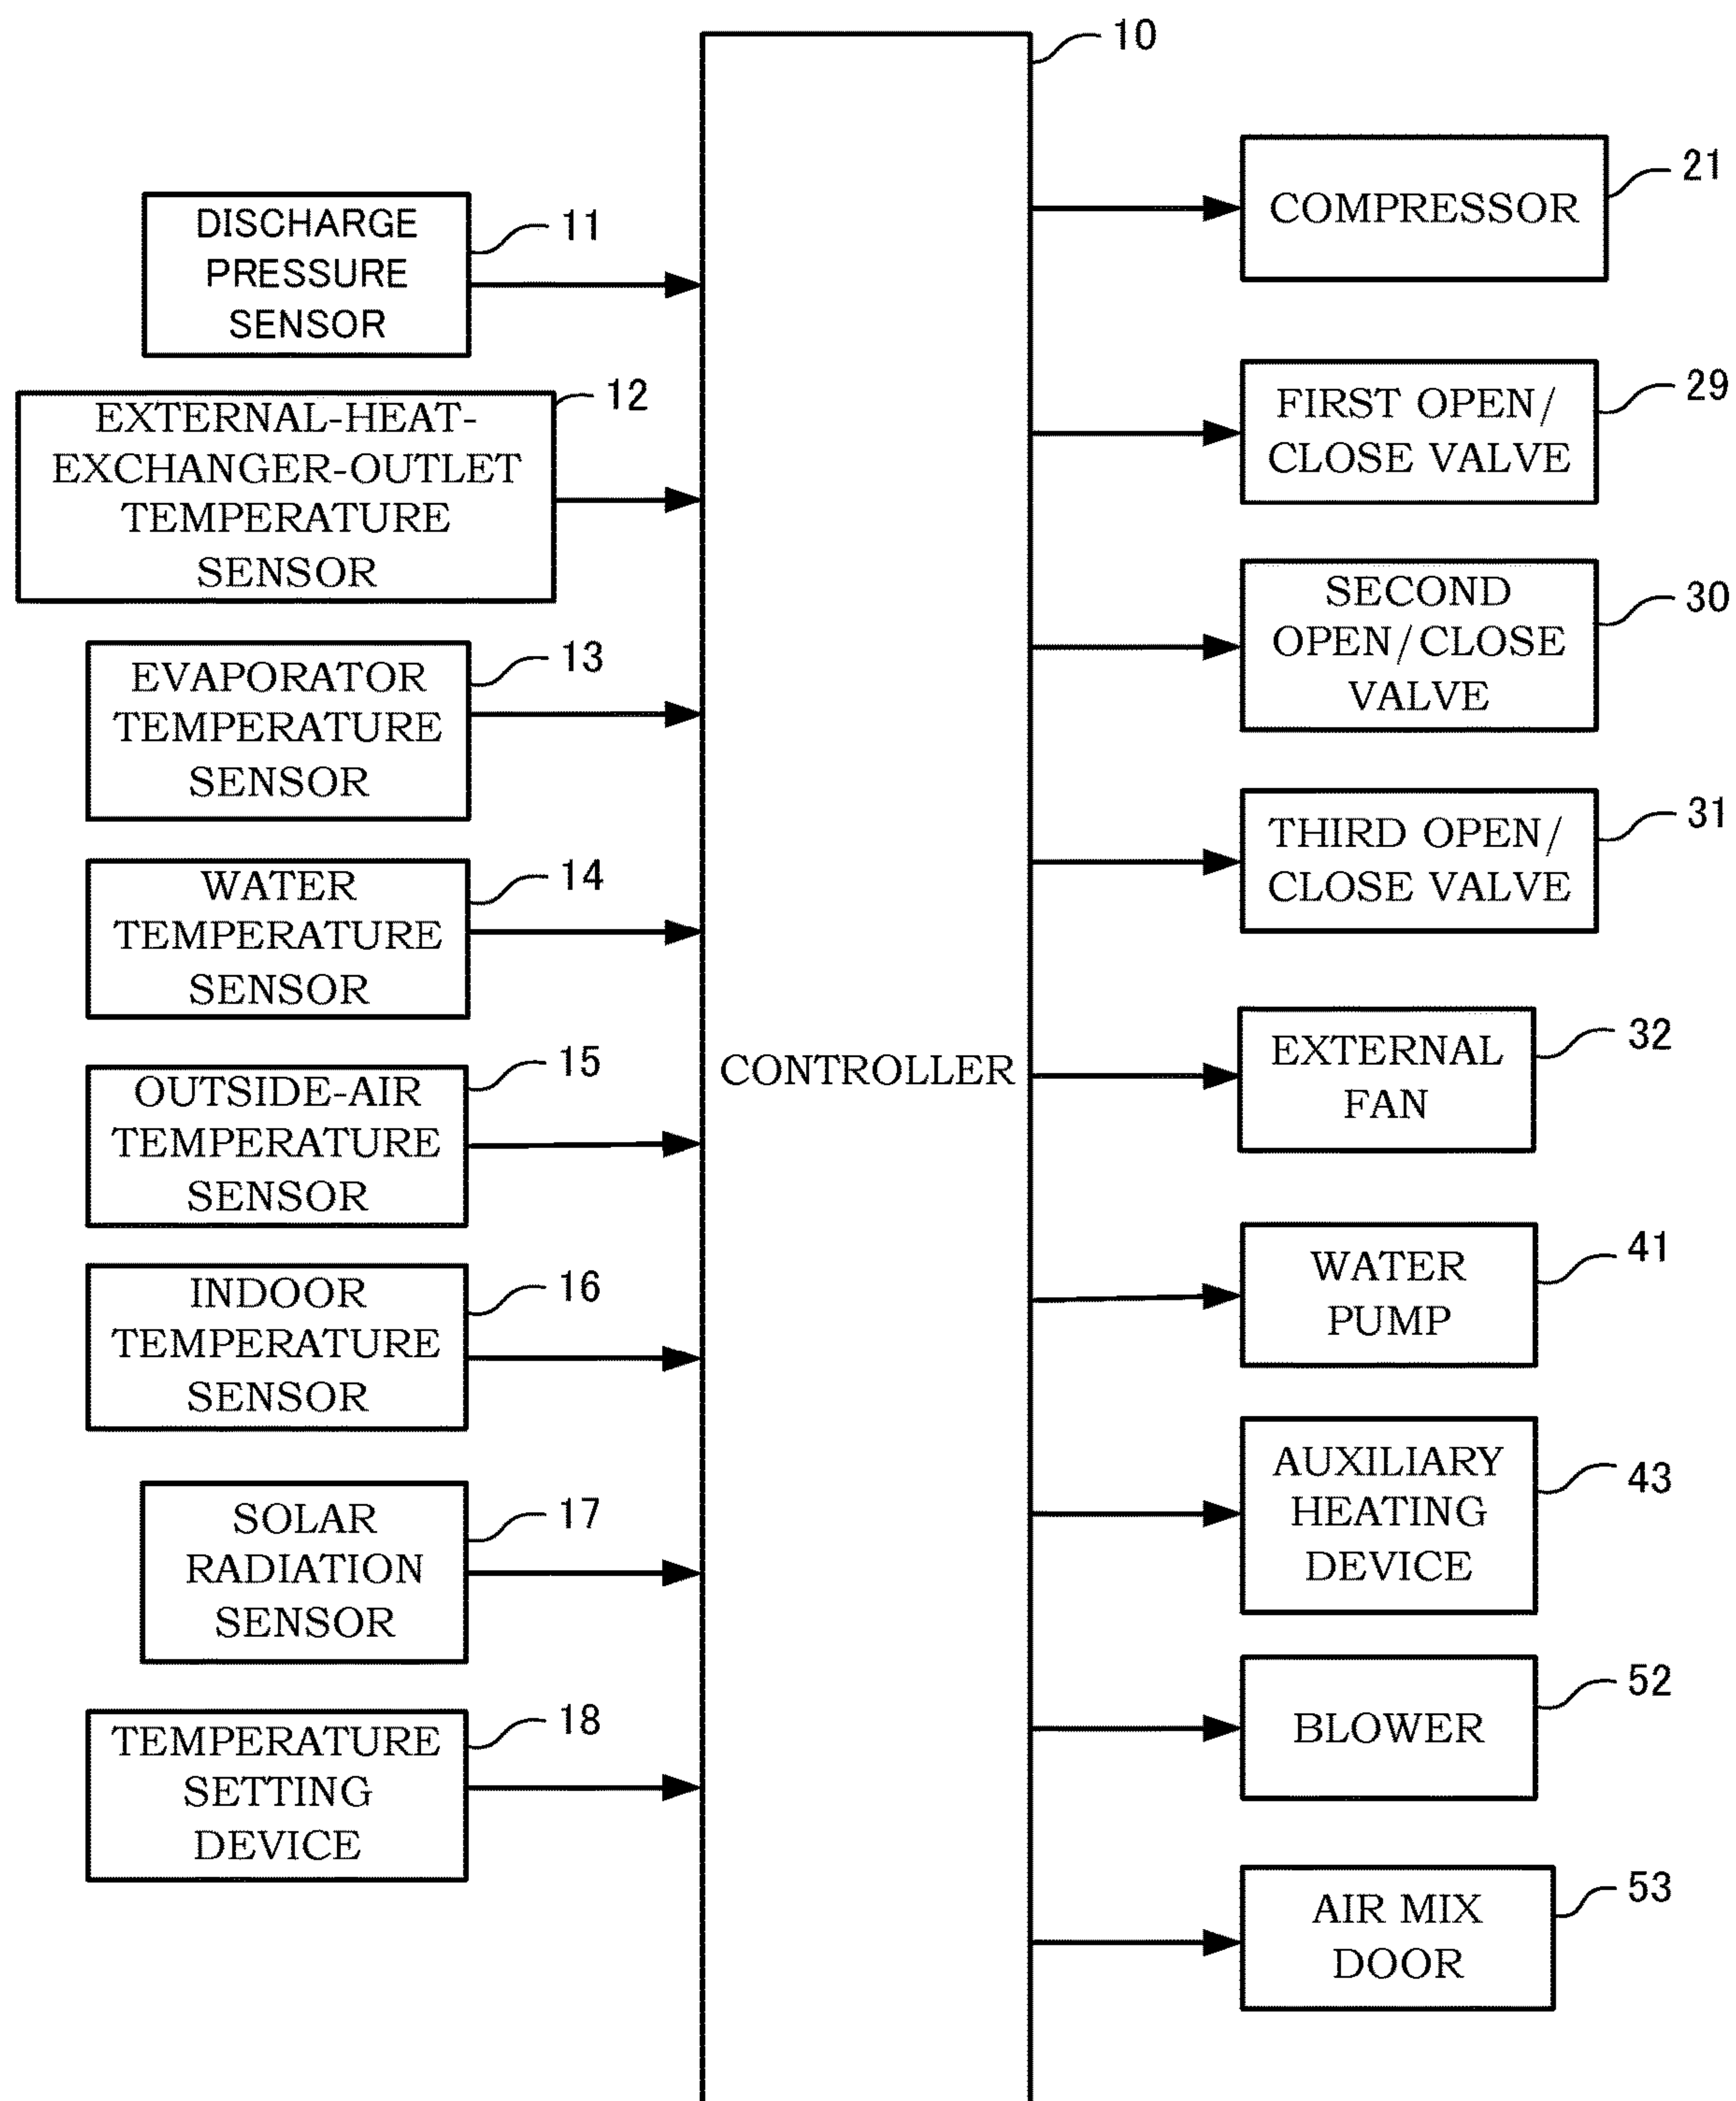 10
DISCHARGE
PRESSURE
SENSOR
11
EXTERNAL-HEAT-
EXCHANGER-OUTLET
TEMPERATURE
SENSOR
12
EVAPORATOR
TEMPERATURE
SENSOR
13
WATER
TEMPERATURE
SENSOR
14
OUTSIDE-AIR
TEMPERATURE
SENSOR
15
INDOOR
TEMPERATURE
SENSOR
16
SOLAR
RADIATION
SENSOR
17
TEMPERATURE
SETTING
DEVICE
18
CONTROLLER
COMPRESSOR
21
FIRST OPEN/
CLOSE VALVE
29
SECOND
OPEN/CLOSE
VALVE
30
THIRD OPEN/
CLOSE VALVE
31
EXTERNAL
FAN
32
WATER
PUMP
41
AUXILIARY
HEATING
DEVICE
43
BLOWER
52
AIR MIX
DOOR
53